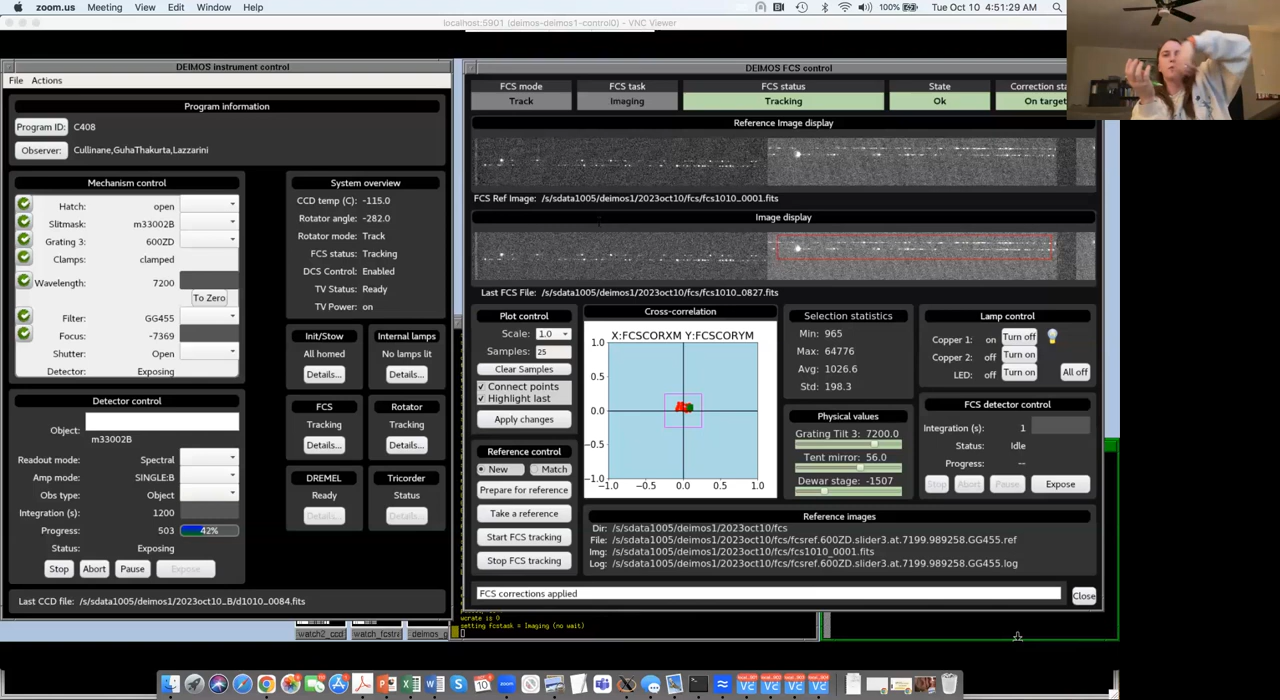 zoom.us Meeting View Edit Window Help 100% Tue Oct 10 4:51:29 AM
localhost:5901 (deimos-deimos1-control0) - VNC Viewer
DEIMOS instrument control
File Actions
Program information
Program ID: C408
Observer: Cullinane,GuhaThakurta,Lazzarini
Mechanism control
Hatch: open
Slitmask: m33002B
Grating 3: 600ZD
Clamps: clamped
Wavelength: 7200
To Zero
Filter: GG455
Focus: -7369
Shutter: Open
Detector: Exposing
System overview
CCD temp (C): -115.0
Rotator angle: -282.0
Rotator mode: Track
FCS status: Tracking
DCS Control: Enabled
TV Status: Ready
TV Power: on
Init/Stow
All homed
Details...
Internal lamps
No lamps lit
Details...
FCS
Tracking
Details...
Rotator
Tracking
Details...
DREMEL
Ready
Details...
Tricorder
Status
Details...
Detector control
Object:
m33002B
Readout mode: Spectral
Amp mode: SINGLE:B
Obs type: Object
Integration (s): 1200
Progress: 503 42%
Status: Exposing
Stop Abort Pause Expose
Last CCD file: /s/sdata1005/deimos1/2023oct10_B/d1010_0084.fits
DEIMOS FCS control
FCS mode FCS task FCS status State Correction sta
Track Imaging Tracking Ok On target
Reference Image display
FCS Ref Image: /s/sdata1005/deimos1/2023oct10/fcs/fcs1010_0001.fits
Image display
Last FCS File: /s/sdata1005/deimos1/2023oct10/fcs/fcs1010_0827.fits
Plot control
Scale: 1.0
Samples: 25
Clear Samples
Connect points
Highlight last
Apply changes
Reference control
New Match
Prepare for reference
Take a reference
Start FCS tracking
Stop FCS tracking
Cross-correlation
X:FCSCORXM Y:FCSCORYM
1.0
0.5
0.0
−0.5
−1.0
−1.0 −0.5 0.0 0.5 1.0
Selection statistics
Min: 965
Max: 64776
Avg: 1026.6
Std: 198.3
Physical values
Grating Tilt 3: 7200.0
Tent mirror: 56.0
Dewar stage: -1507
Lamp control
Copper 1: on Turn off
Copper 2: off Turn on
LED: off Turn on All off
FCS detector control
Integration (s): 1
Status: Idle
Progress: --
Stop Abort Pause Expose
Reference images
Dir: /s/sdata1005/deimos1/2023oct10/fcs
File: /s/sdata1005/deimos1/2023oct10/fcs/fcsref.600ZD.slider3.at.7199.989258.GG455.ref
Img: /s/sdata1005/deimos1/2023oct10/fcs/fcs1010_0001.fits
Log: /s/sdata1005/deimos1/2023oct10/fcs/fcsref.600ZD.slider3.at.7199.989258.GG455.log
FCS corrections applied
Close
wcrate is 0
setting fcstask = Imaging (no wait)
watch2_ccd watch_fcstra deimos_g